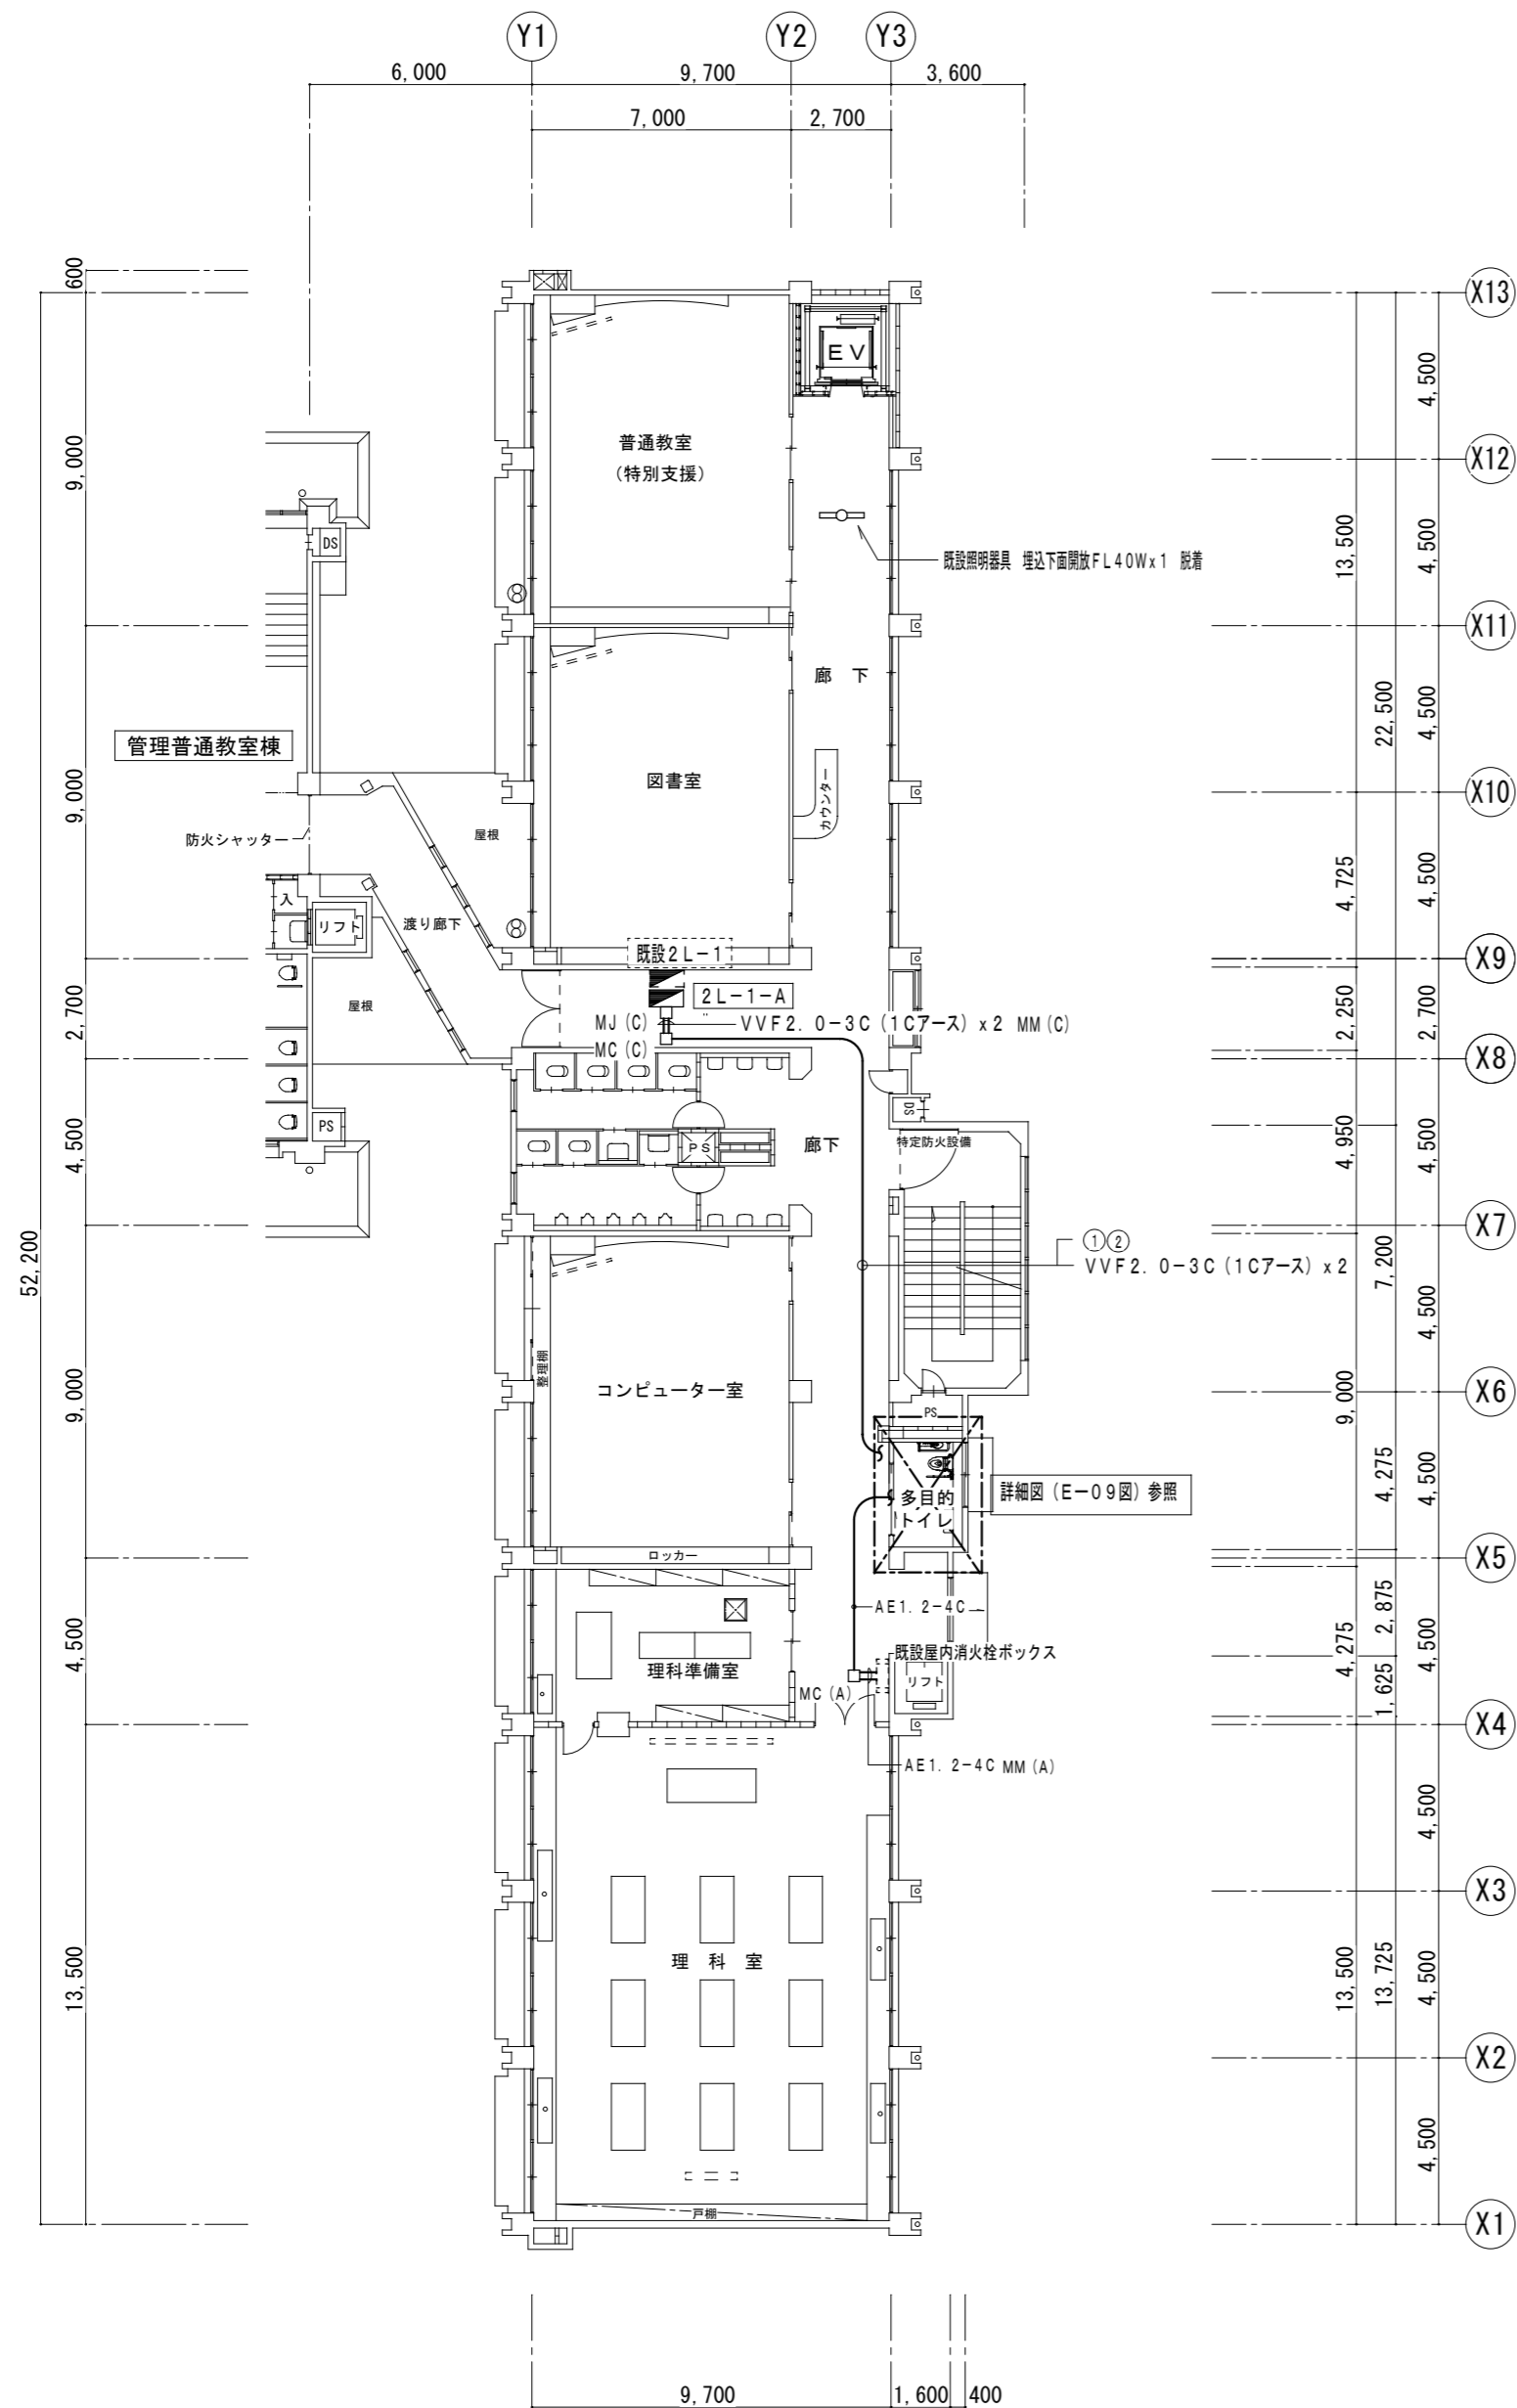 Y1
Y2
Y3
6,000
9,700
3,600
7,000
2,700
600
X13
EV
4,500
普通教室
(特別支援)
9,000
X12
DS
13,500
4,500
既設照明器具 埋込下面開放FL40Wx1 脱着
X11
廊 下
22,500
4,500
管理普通教室棟
図書室
カウンター
9,000
X10
防火シャッター
屋根
4,725
4,500
入
リフト
渡り廊下
既設2L-1
X9
2L-1-A
屋根
2,700
2,250
2,700
MJ(C)
VVF2.0-3C(1Cアース)x2 MM(C)
MC(C)
X8
DS
PS
PS
廊下
特定防火設備
4,500
4,950
4,500
X7
①②
VVF2.0-3C(1Cアース)x2
52,200
7,200
4,500
整理棚
コンピューター室
9,000
9,000
X6
PS
4,275
4,500
詳細図(E-09図)参照
多目的
トイレ
ロッカー
X5
AE1.2-4C
2,875
4,500
4,275
4,500
既設屋内消火栓ボックス
理科準備室
リフト
MC(A)
1,625
X4
AE1.2-4C MM(A)
4,500
X3
理 科 室
13,500
13,500
13,725
4,500
X2
4,500
戸棚
X1
9,700
1,600
400